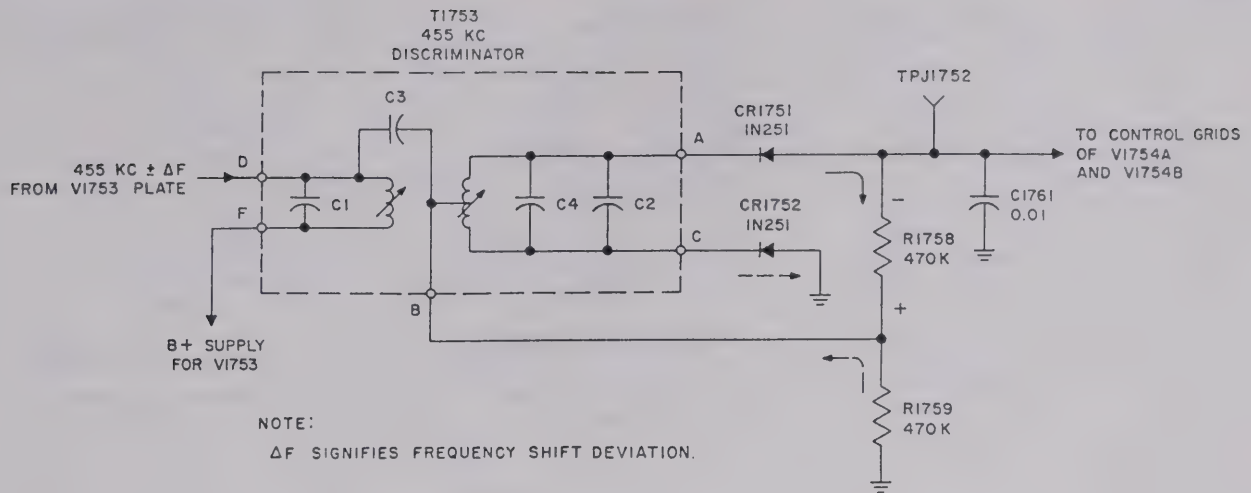 T1753
455 KC
DISCRIMINATOR
TPJ1752
C3
CR1751
1N251
A
TO CONTROL GRIDS
OF V1754A
AND V1754B
455 KC ± ΔF
FROM V1753 PLATE
D
C1
C4
C2
C1761
0.01
F
CR1752
1N251
–
R1758
470K
C
+
B
B+ SUPPLY
FOR V1753
R1759
470K
NOTE:
ΔF SIGNIFIES FREQUENCY SHIFT DEVIATION.